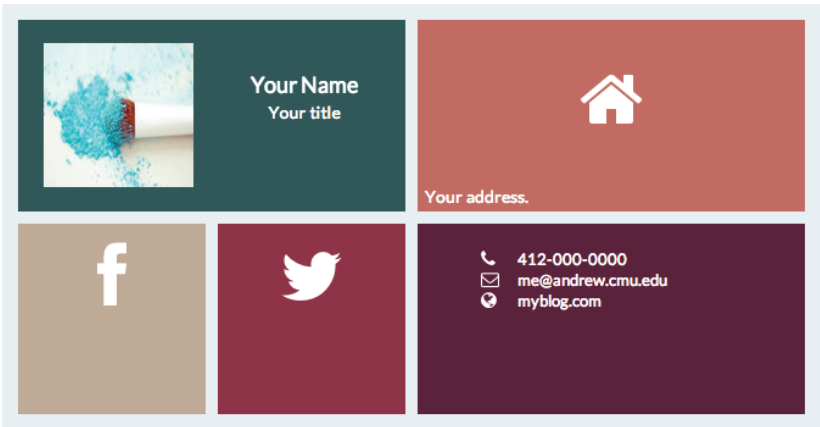 Your Name
Your title
Your address.
412-000-0000
me@andrew.cmu.edu
myblog.com